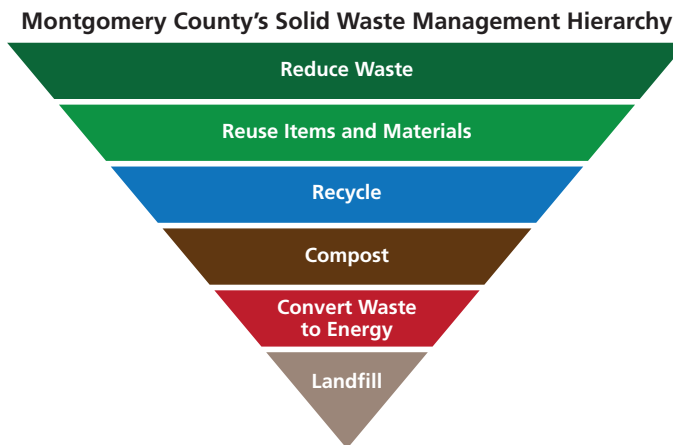 Montgomery County’s Solid Waste Management Hierarchy
Reduce Waste
Reuse Items and Materials
Recycle
Compost
Convert Waste
to Energy
Landfill